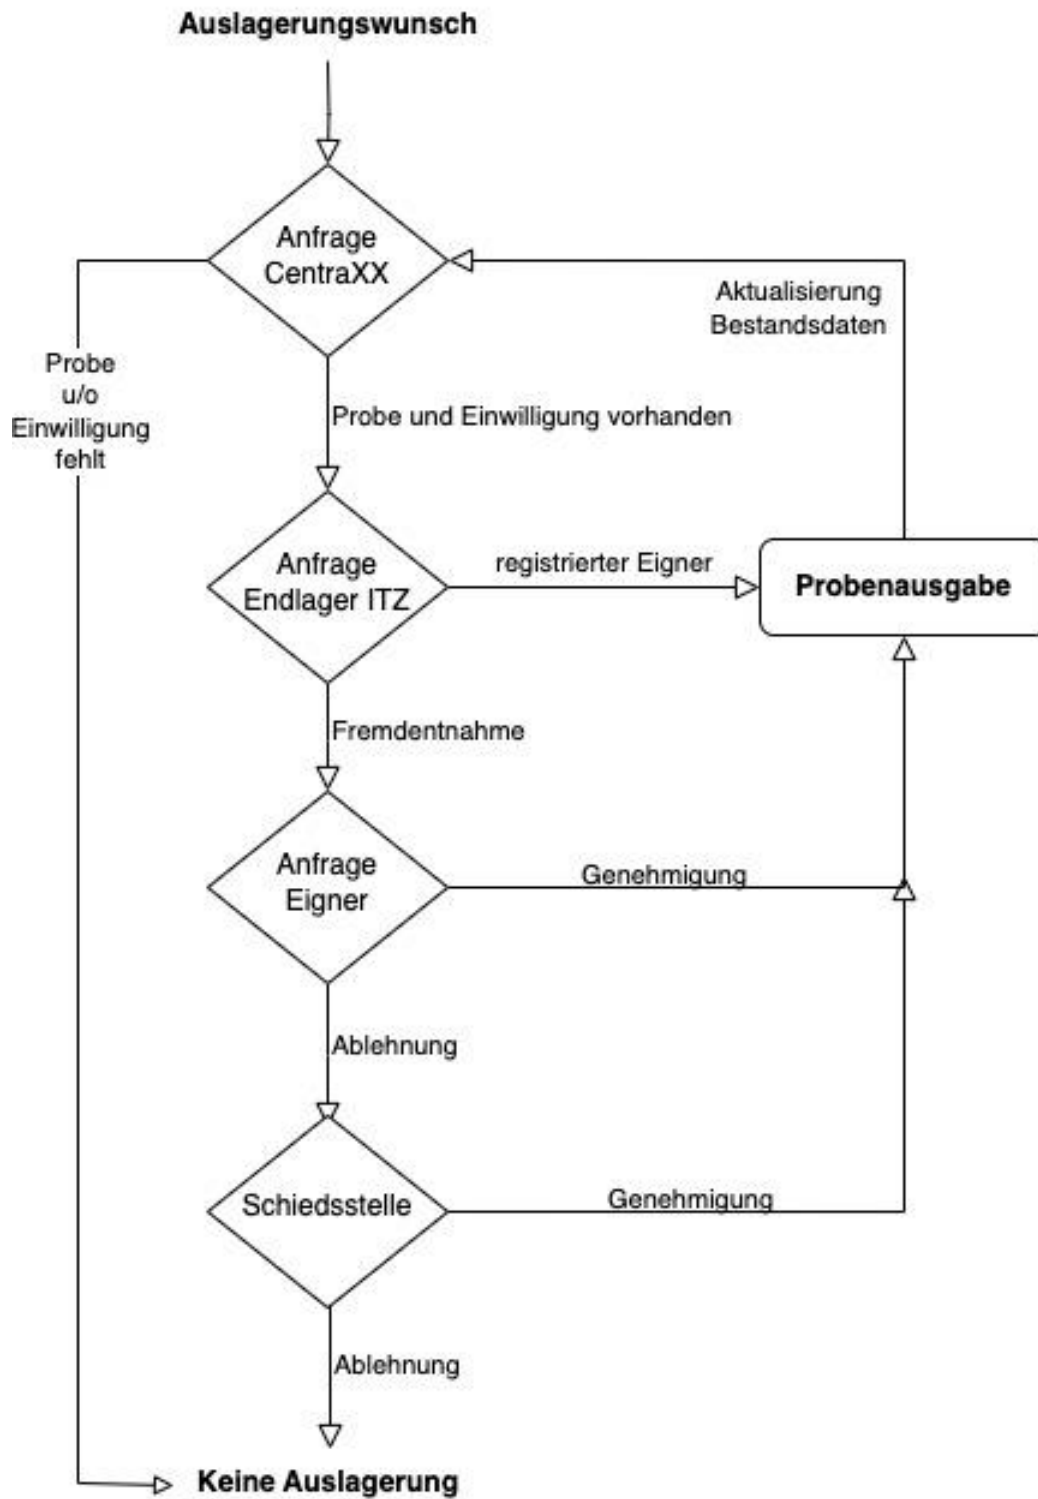 Auslagerungswunsch
Anfrage
CentraXX
Aktualisierung
Bestandsdaten
Probe
u/o
Einwilligung
fehlt
Probe und Einwilligung vorhanden
Anfrage
Endlager ITZ
registrierter Eigner
Probenausgabe
Fremdentnahme
Anfrage
Eigner
Genehmigung
Ablehnung
Schiedsstelle
Genehmigung
Ablehnung
Keine Auslagerung